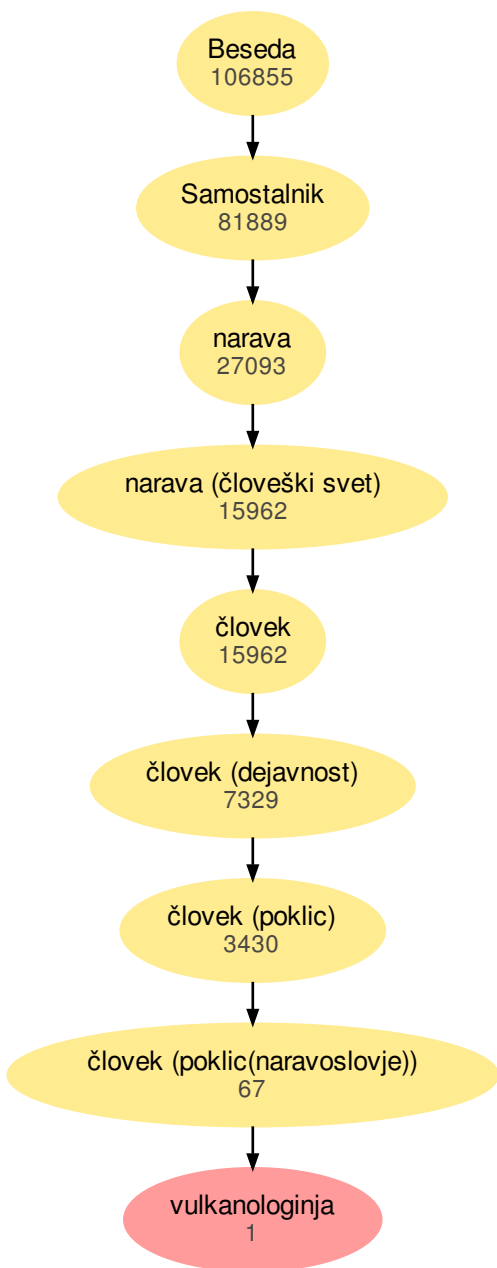 Beseda
106855
Samostalnik
81889
narava
27093
narava (človeški svet)
15962
človek
15962
človek (dejavnost)
7329
človek (poklic)
3430
človek (poklic(naravoslovje))
67
vulkanologinja
1